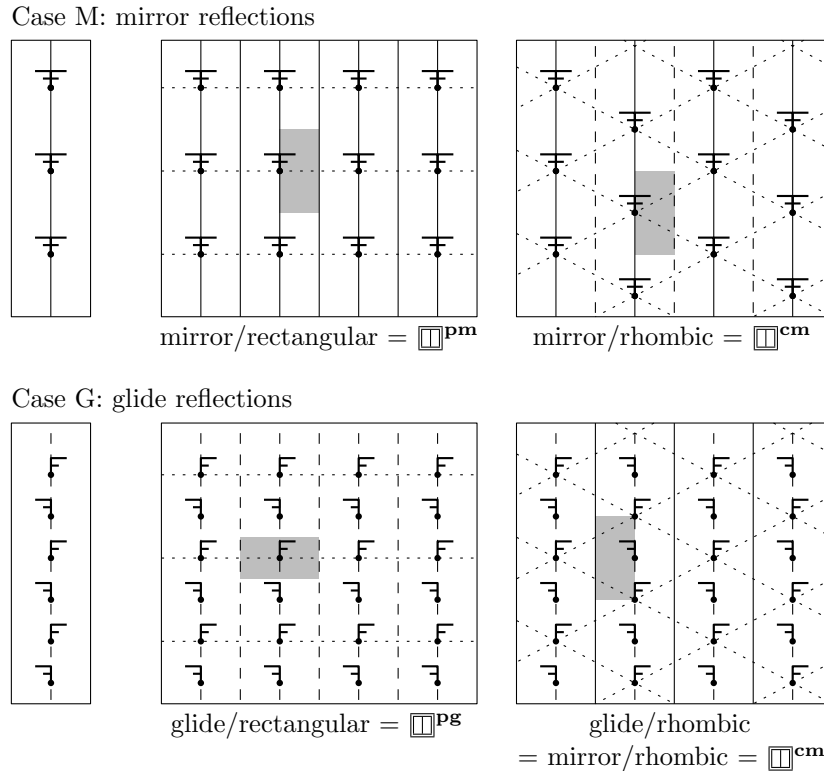 Case M: mirror reflections
mirror/rectangular = ◫pm
mirror/rhombic = ◫cm
Case G: glide reflections
glide/rectangular = ◫pg
glide/rhombic
= mirror/rhombic = ◫cm